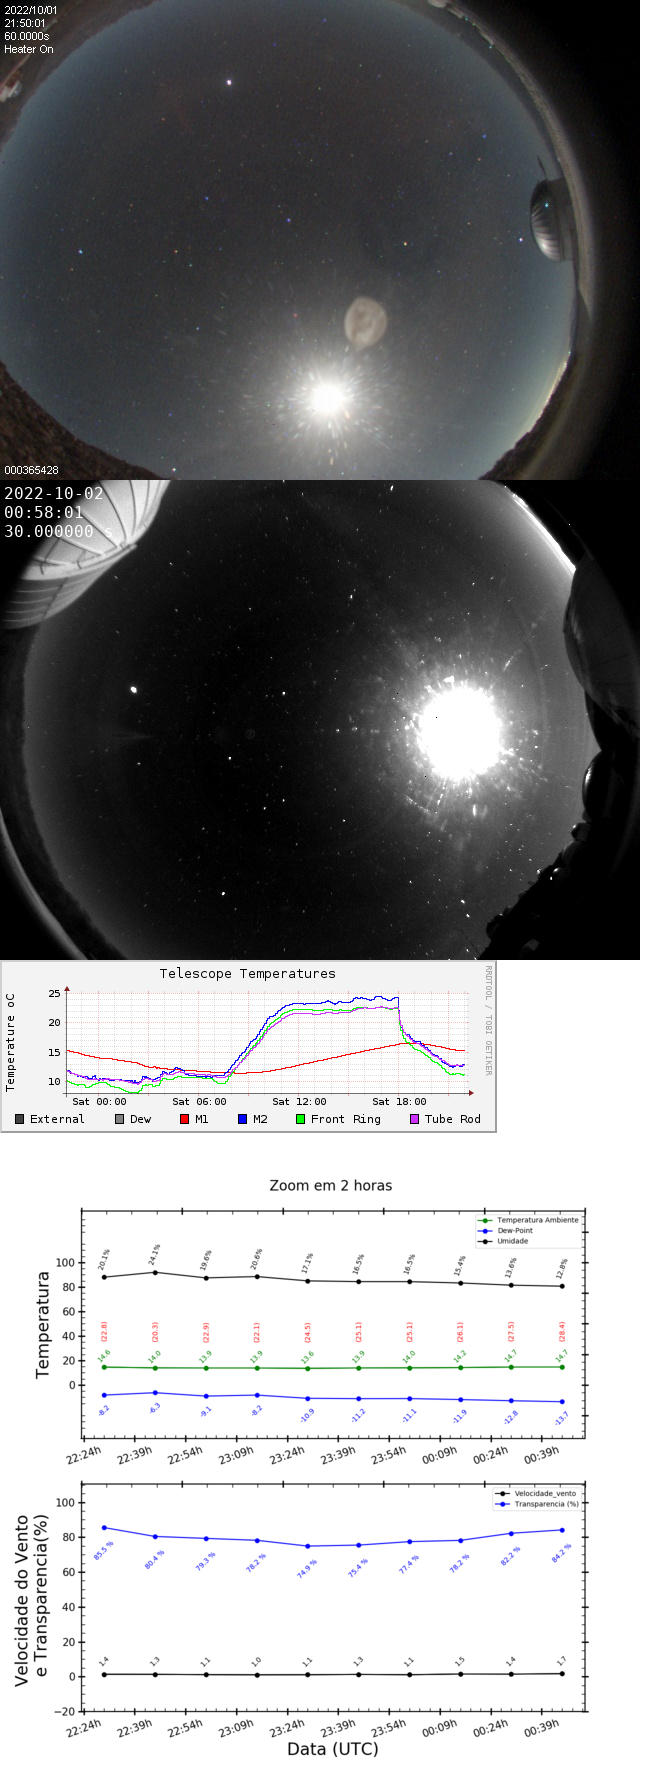 2022/10/01
21:50:01
60.0000s
Heater On
000365428
2022-10-02
00:58:01
30.000000 s
Telescope Temperatures
RRDTOOL / TOBI OETIKER
Temperature oC
25
20
15
10
Sat 00:00 Sat 06:00 Sat 12:00 Sat 18:00
External Dew M1 M2 Front Ring Tube Rod
Zoom em 2 horas
Temperatura Ambiente
Dew-Point
Umidade
Temperatura
100
80
60
40
20
0
20.1% 24.1% 19.6% 20.6% 17.1% 16.5% 16.5% 15.4% 13.6% 12.8%
(22.8) (20.3) (22.9) (22.1) (24.5) (25.1) (25.1) (26.1) (27.5) (28.4)
14.6 14.0 13.9 13.9 13.6 13.9 14.0 14.2 14.7 14.7
-8.2 -6.3 -9.1 -8.2 -10.9 -11.2 -11.1 -11.9 -12.8 -13.7
22:24h 22:39h 22:54h 23:09h 23:24h 23:39h 23:54h 00:09h 00:24h 00:39h
Velocidade_vento
Transparencia (%)
Velocidade do Vento
e Transparencia(%)
100
80
60
40
20
0
−20
85.5 % 80.4 % 79.3 % 78.2 % 74.9 % 75.4 % 77.4 % 78.2 % 82.2 % 84.2 %
1.4 1.3 1.1 1.0 1.1 1.3 1.1 1.5 1.4 1.7
22:24h 22:39h 22:54h 23:09h 23:24h 23:39h 23:54h 00:09h 00:24h 00:39h
Data (UTC)